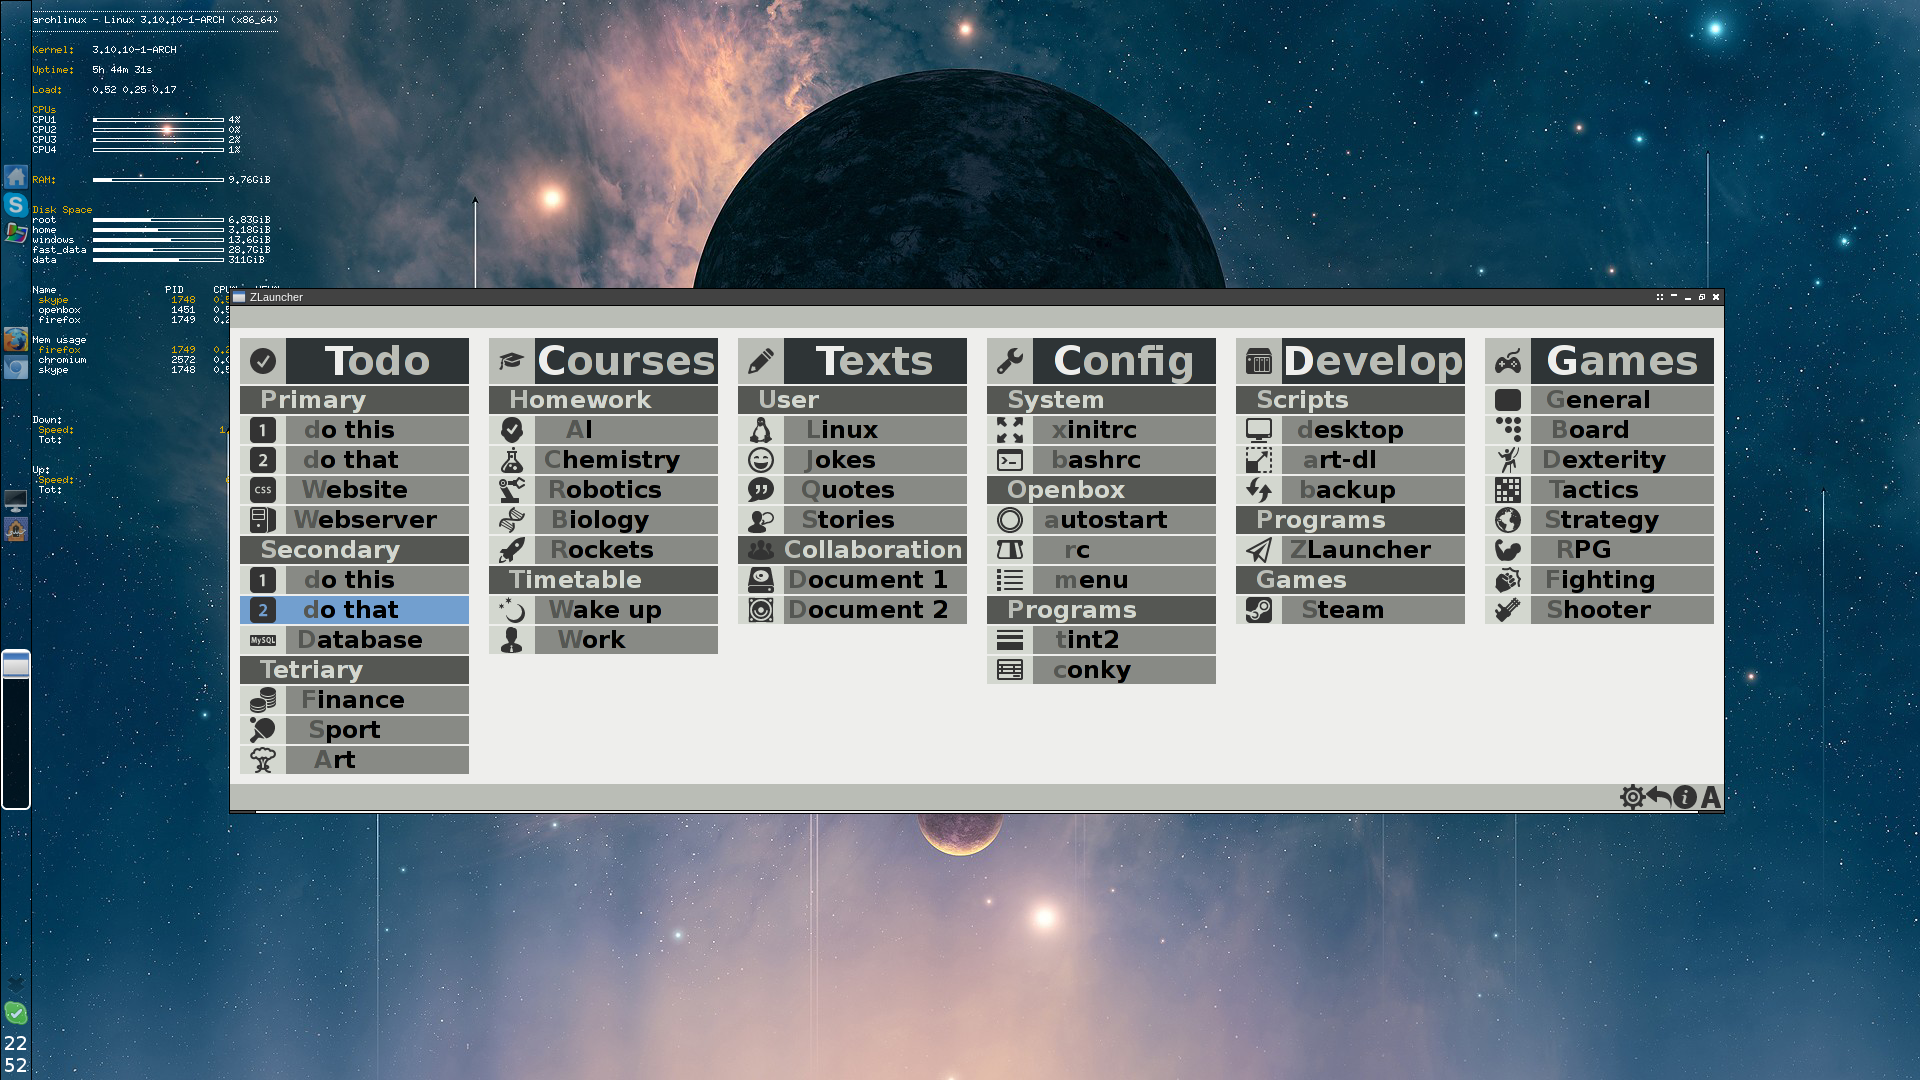 archlinux - Linux 3.10.10-1-ARCH (x86_64)
Kernel: 3.10.10-1-ARCH
Uptime: 5h 44m 31s
Load: 0.52 0.25 0.17
CPUs
CPU1 4%
CPU2 0%
CPU3 2%
CPU4 1%
RAM: 9.76GiB
Disk Space
root 6.83GiB
home 3.18GiB
windows 13.6GiB
fast_data 28.7GiB
data 311GiB
Name PID
skype 1748
openbox 1451
firefox 1749
Mem usage
firefox 1749
chromium 2572
skype 1748
Down:
Speed:
Tot:
Up:
Speed:
Tot:
22
52
ZLauncher
Todo
Primary
1 do this
2 do that
CSS Website
Webserver
Secondary
1 do this
2 do that
MySQL Database
Tetriary
Finance
Sport
Art
Courses
Homework
AI
Chemistry
Robotics
Biology
Rockets
Timetable
Wake up
Work
Texts
User
Linux
Jokes
Quotes
Stories
Collaboration
Document 1
Document 2
Config
System
xinitrc
bashrc
Openbox
autostart
rc
menu
Programs
tint2
conky
Develop
Scripts
desktop
art-dl
backup
Programs
ZLauncher
Games
Steam
Games
General
Board
Dexterity
Tactics
Strategy
RPG
Fighting
Shooter
A